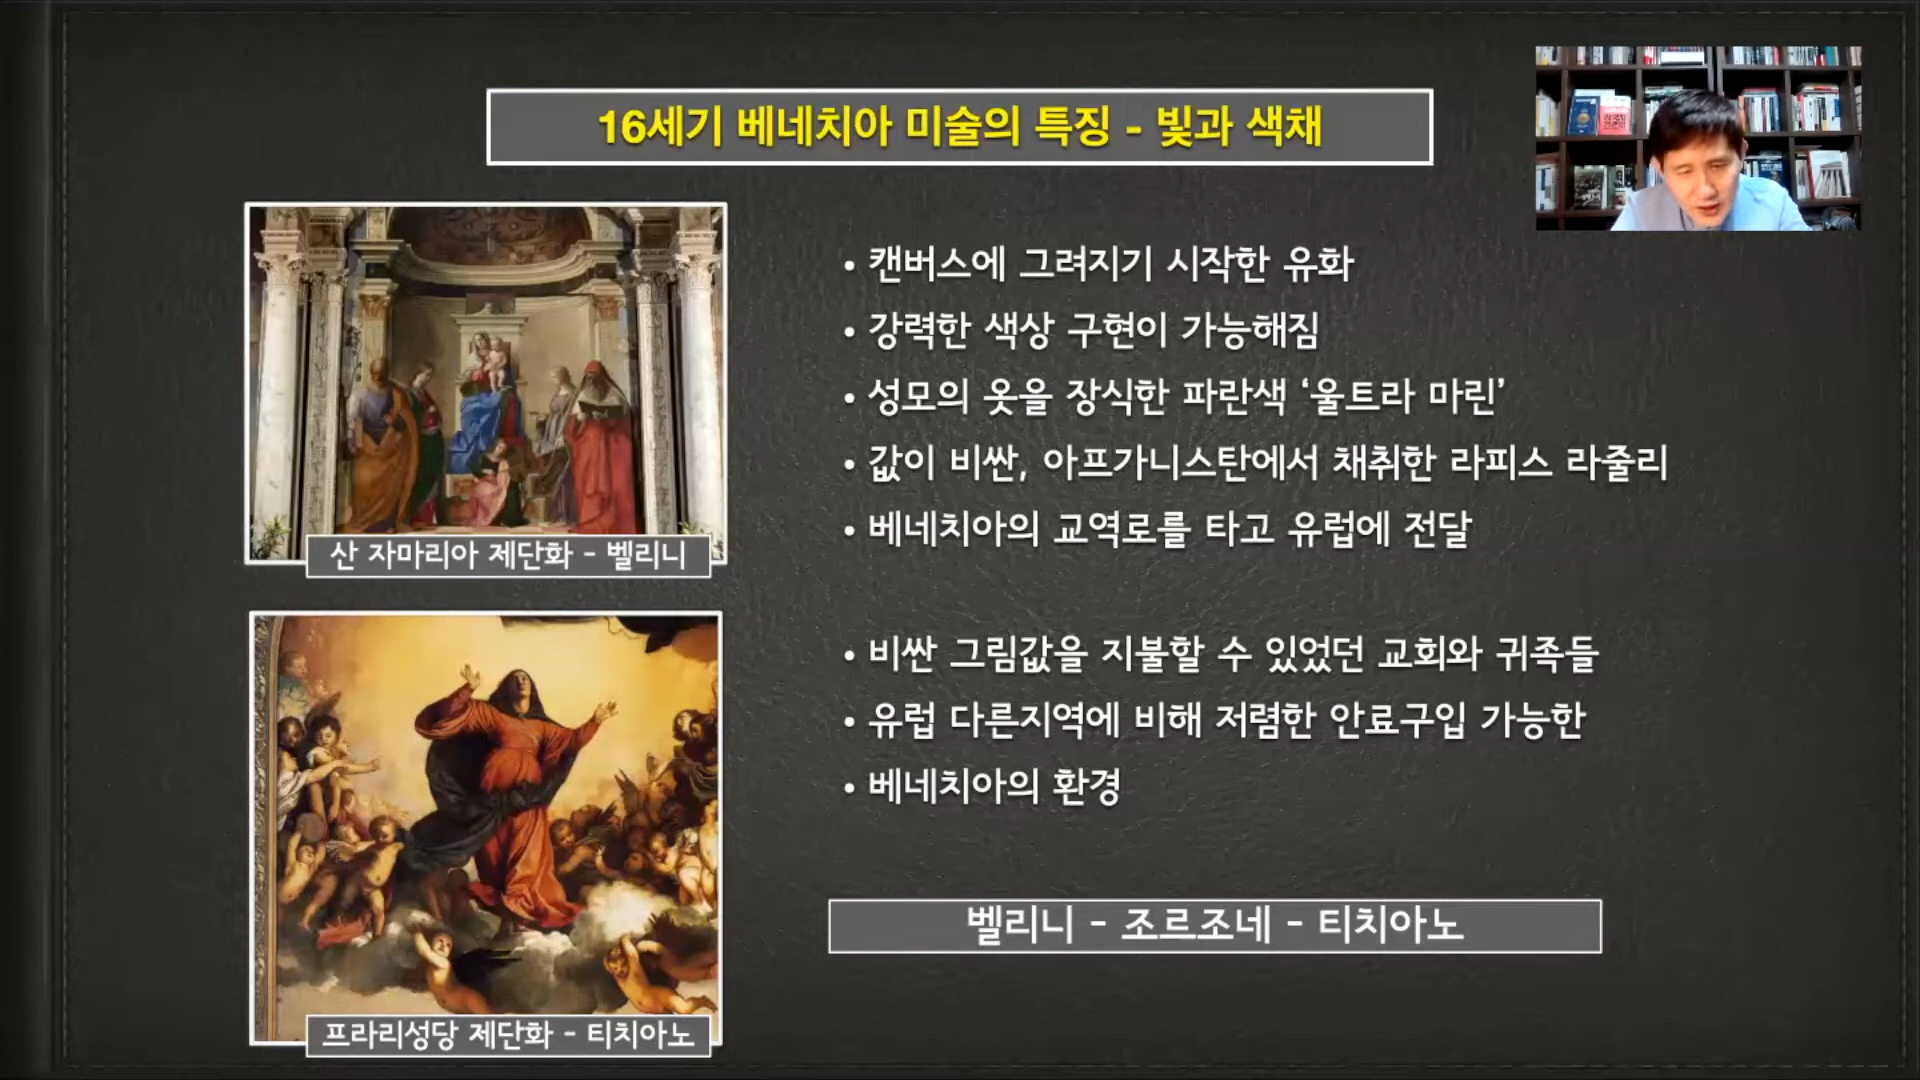 16세기 베네치아 미술의 특징 - 빛과 색채
• 캔버스에 그려지기 시작한 유화
• 강력한 색상 구현이 가능해짐
• 성모의 옷을 장식한 파란색 ‘울트라 마린’
• 값이 비싼, 아프가니스탄에서 채취한 라피스 라줄리
• 베네치아의 교역로를 타고 유럽에 전달
산 자마리아 제단화 - 벨리니
• 비싼 그림값을 지불할 수 있었던 교회와 귀족들
• 유럽 다른지역에 비해 저렴한 안료구입 가능한
• 베네치아의 환경
벨리니 - 조르조네 - 티치아노
프라리성당 제단화 - 티치아노